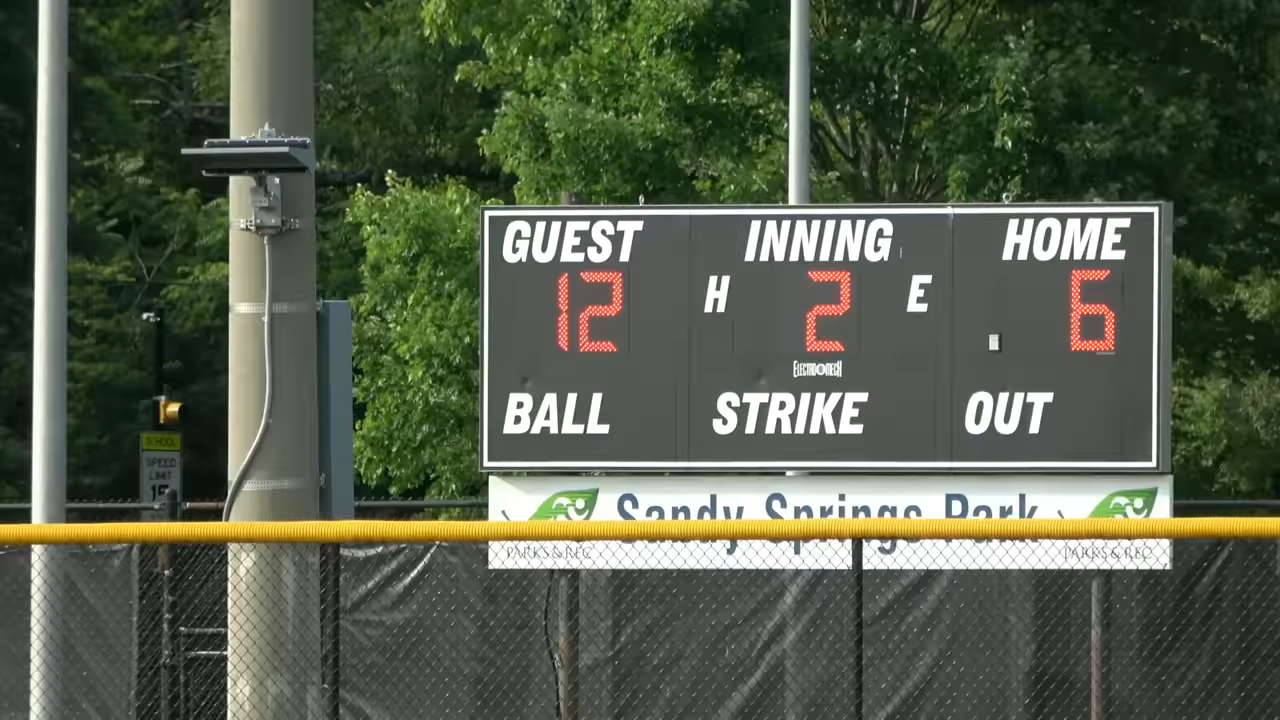 GUEST INNING HOME
12 H 2 E 6
ELECTRO-MECH
BALL STRIKE OUT
SCHOOL
SPEED
LIMIT
15
Sandy Springs Park
PARKS & REC PARKS & REC